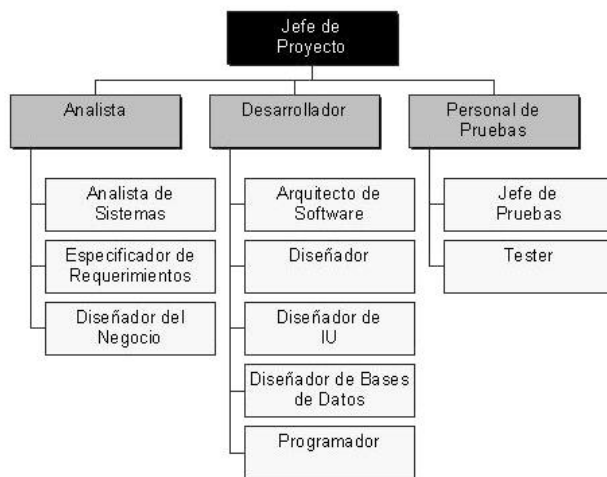 Jefe de
Proyecto
Analista
Desarrollador
Personal de
Pruebas
Analista de
Sistemas
Especificador de
Requerimientos
Diseñador del
Negocio
Arquitecto de
Software
Diseñador
Diseñador de
IU
Diseñador de Bases
de Datos
Programador
Jefe de
Pruebas
Tester